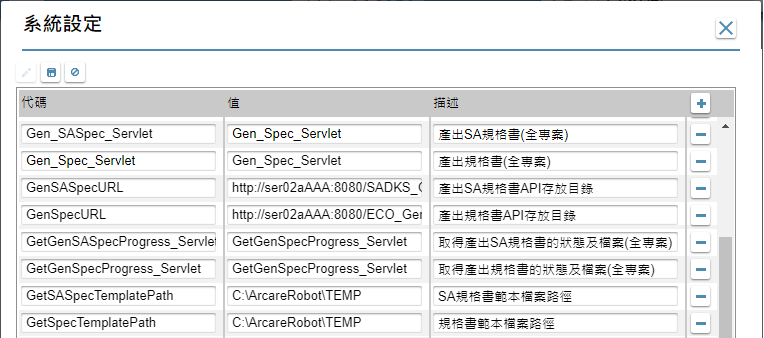 系統設定
代碼 值 描述
Gen_SASpec_Servlet Gen_Spec_Servlet 產出SA規格書(全專案)
Gen_Spec_Servlet Gen_Spec_Servlet 產出規格書(全專案)
GenSASpecURL http://ser02aAAA:8080/SADKS_ 產出SA規格書API存放目錄
GenSpecURL http://ser02aAAA:8080/ECO_Ger 產出規格書API存放目錄
GetGenSASpecProgress_Servlet GetGenSpecProgress_Servlet 取得產出SA規格書的狀態及檔案(全專案)
GetGenSpecProgress_Servlet GetGenSpecProgress_Servlet 取得產出規格書的狀態及檔案(全專案)
GetSASpecTemplatePath C:\ArcareRobot\TEMP SA規格書範本檔案路徑
GetSpecTemplatePath C:\ArcareRobot\TEMP 規格書範本檔案路徑